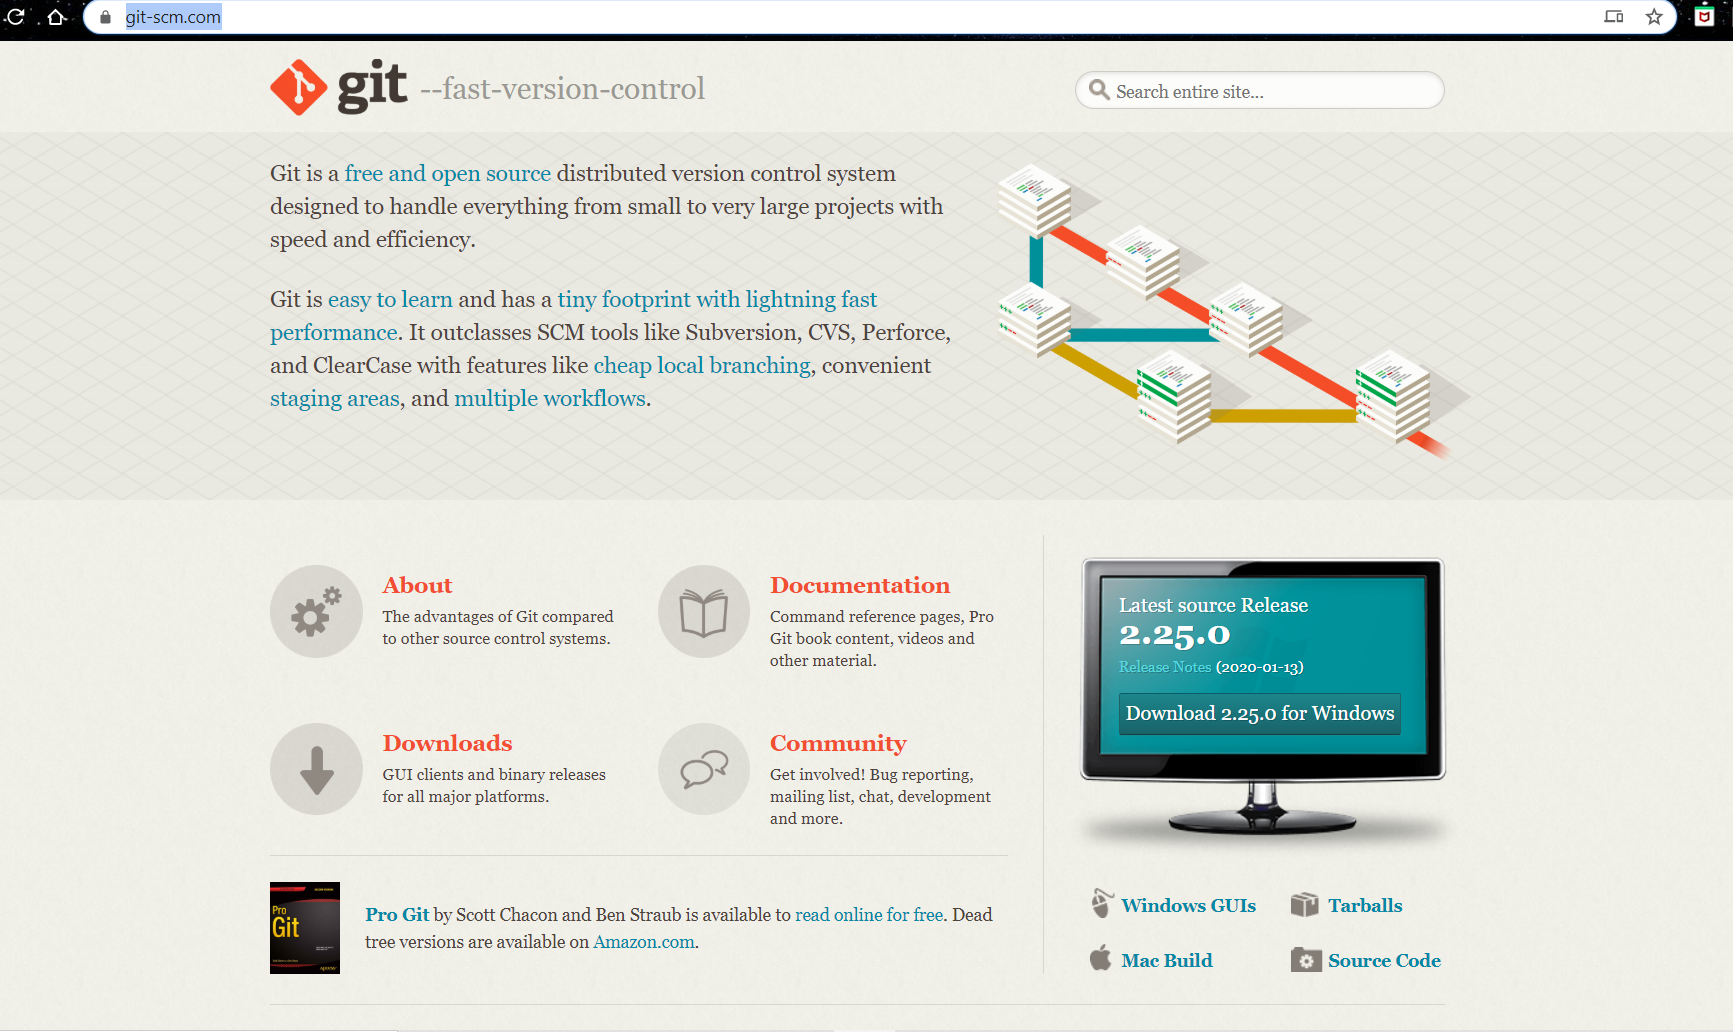 git-scm.com
git --fast-version-control
Search entire site...
Git is a free and open source distributed version control system
designed to handle everything from small to very large projects with
speed and efficiency.
Git is easy to learn and has a tiny footprint with lightning fast
performance. It outclasses SCM tools like Subversion, CVS, Perforce,
and ClearCase with features like cheap local branching, convenient
staging areas, and multiple workflows.
About
The advantages of Git compared
to other source control systems.
Documentation
Command reference pages, Pro
Git book content, videos and
other material.
Downloads
GUI clients and binary releases
for all major platforms.
Community
Get involved! Bug reporting,
mailing list, chat, development
and more.
Pro
Git
Pro Git by Scott Chacon and Ben Straub is available to read online for free. Dead
tree versions are available on Amazon.com.
Latest source Release
2.25.0
Release Notes (2020-01-13)
Download 2.25.0 for Windows
Windows GUIs
Tarballs
Mac Build
Source Code